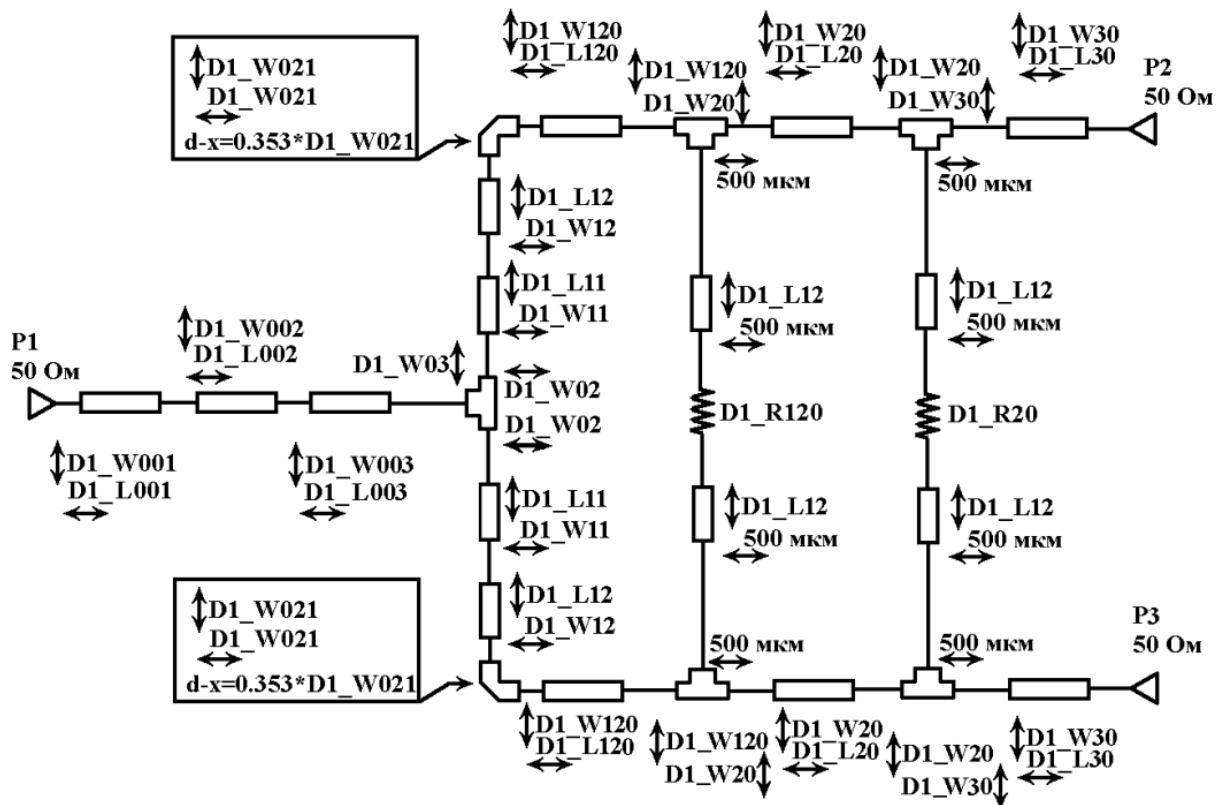 D1_W120
D1_L120
D1_W20
D1_L20
D1_W30
D1_L30
D1_W021
D1_W021
d-x=0.353*D1_W021
D1_W120
D1_W20
D1_W20
D1_W30
P2
50 Ом
500 мкм
500 мкм
D1_L12
D1_W12
D1_L11
D1_W11
D1_L12
500 мкм
D1_L12
500 мкм
P1
50 Ом
D1_W002
D1_L002
D1_W03
D1_W02
D1_W02
D1_R120
D1_R20
D1_W001
D1_L001
D1_W003
D1_L003
D1_L11
D1_W11
D1_L12
500 мкм
D1_L12
500 мкм
D1_W021
D1_W021
d-x=0.353*D1_W021
D1_L12
D1_W12
500 мкм
500 мкм
P3
50 Ом
D1_W120
D1_L120
D1_W120
D1_W20
D1_W20
D1_L20
D1_W20
D1_W30
D1_W30
D1_L30